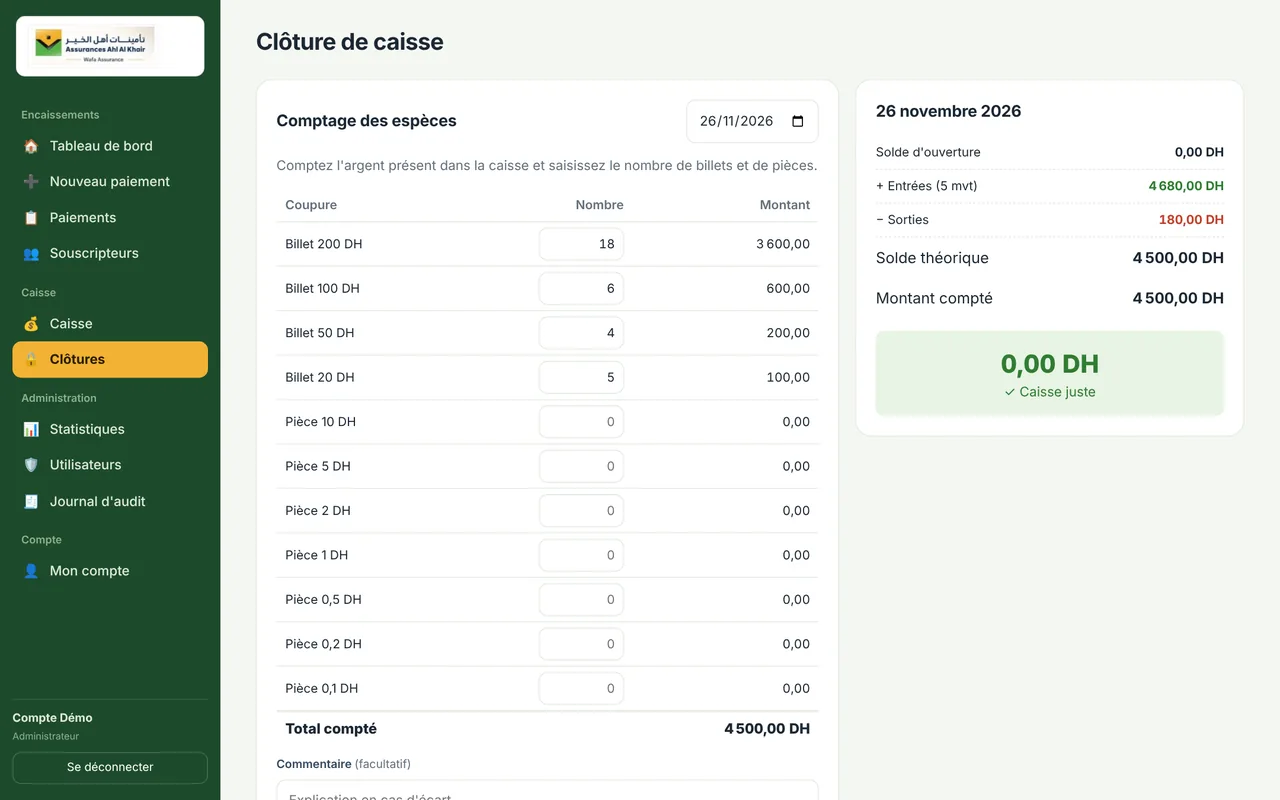 تأمينــات أهـل الخـيـر
Assurances Ahl Al Khair
Wafa Assurance
Encaissements
Tableau de bord
Nouveau paiement
Paiements
Souscripteurs
Caisse
Caisse
Clôtures
Administration
Statistiques
Utilisateurs
Journal d'audit
Compte
Mon compte
Compte Démo
Administrateur
Se déconnecter
Clôture de caisse
Comptage des espèces 26/11/2026
Comptez l'argent présent dans la caisse et saisissez le nombre de billets et de pièces.
Coupure Nombre Montant
Billet 200 DH 18 3 600,00
Billet 100 DH 6 600,00
Billet 50 DH 4 200,00
Billet 20 DH 5 100,00
Pièce 10 DH 0 0,00
Pièce 5 DH 0 0,00
Pièce 2 DH 0 0,00
Pièce 1 DH 0 0,00
Pièce 0,5 DH 0 0,00
Pièce 0,2 DH 0 0,00
Pièce 0,1 DH 0 0,00
Total compté 4 500,00 DH
Commentaire (facultatif)
Explication en cas d'écart
26 novembre 2026
Solde d'ouverture 0,00 DH
+ Entrées (5 mvt) 4 680,00 DH
− Sorties 180,00 DH
Solde théorique 4 500,00 DH
Montant compté 4 500,00 DH
0,00 DH
✓ Caisse juste